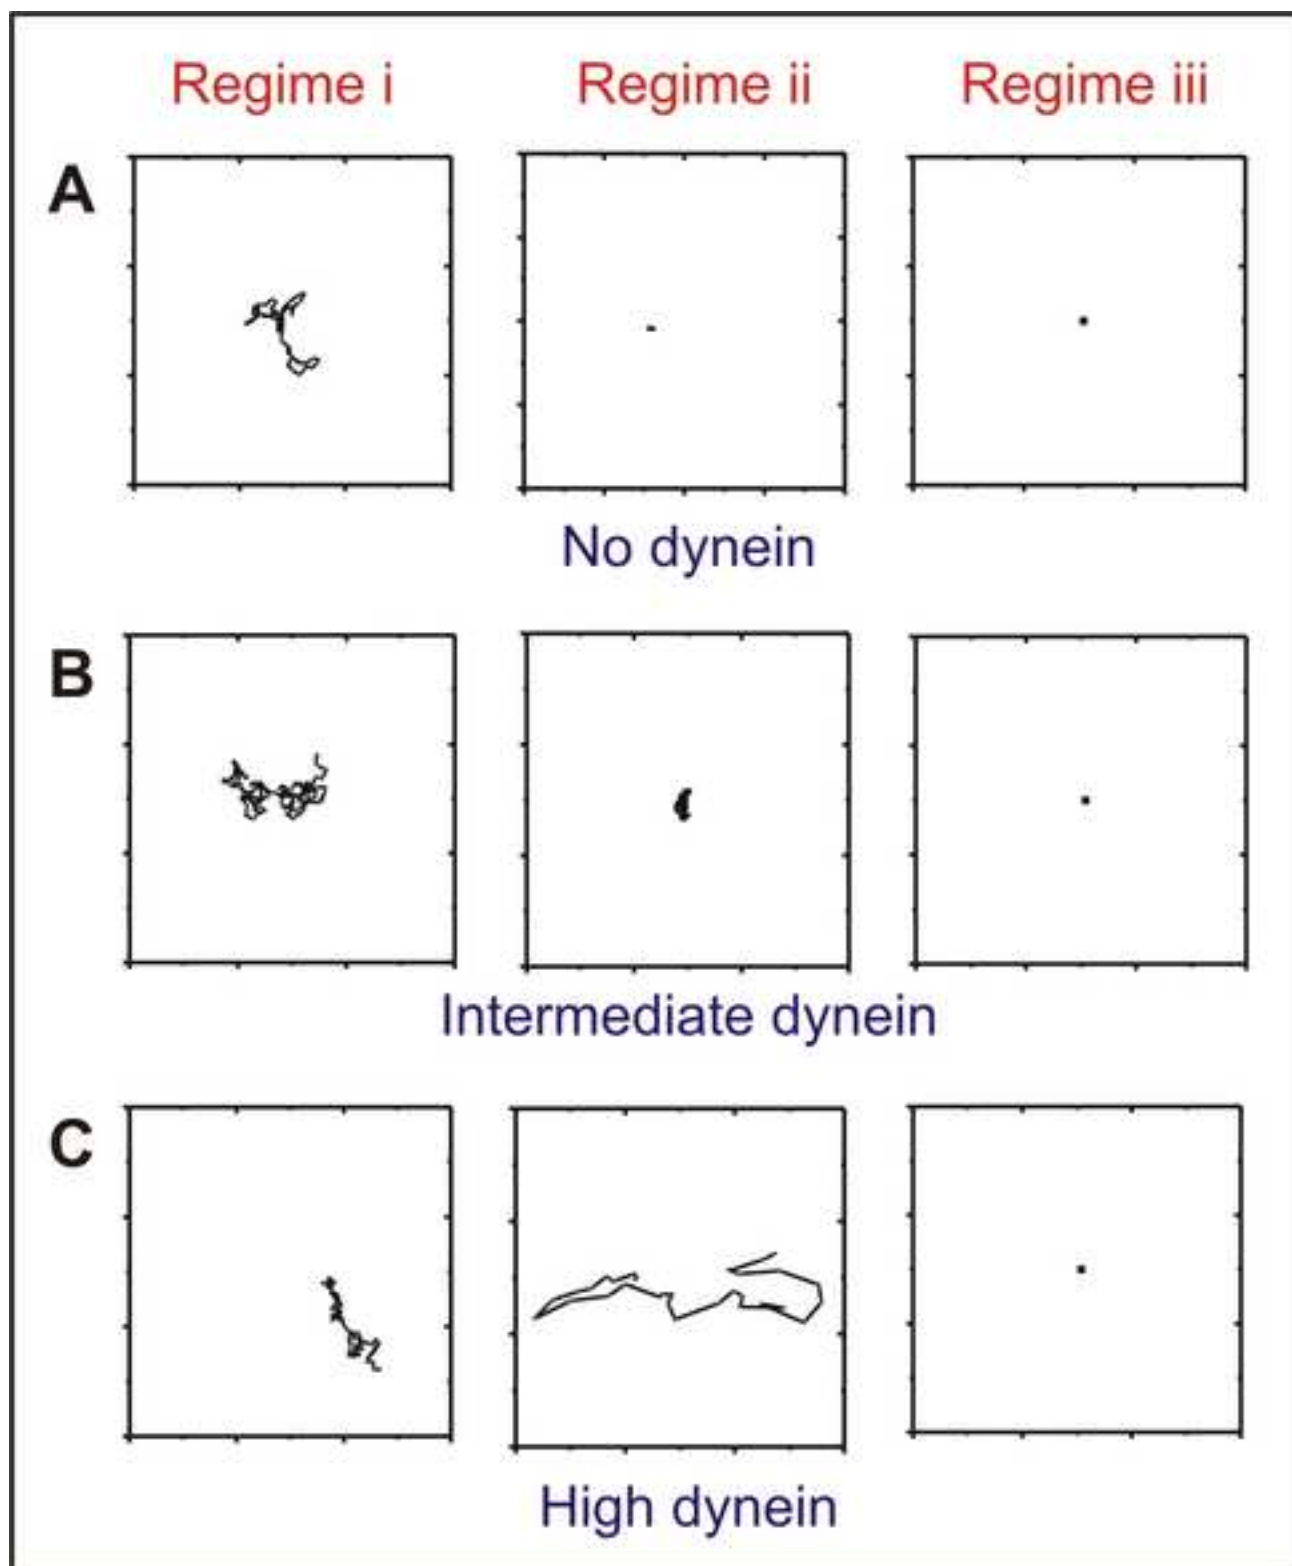 Regime i
Regime ii
Regime iii
A
No dynein
B
Intermediate dynein
C
High dynein